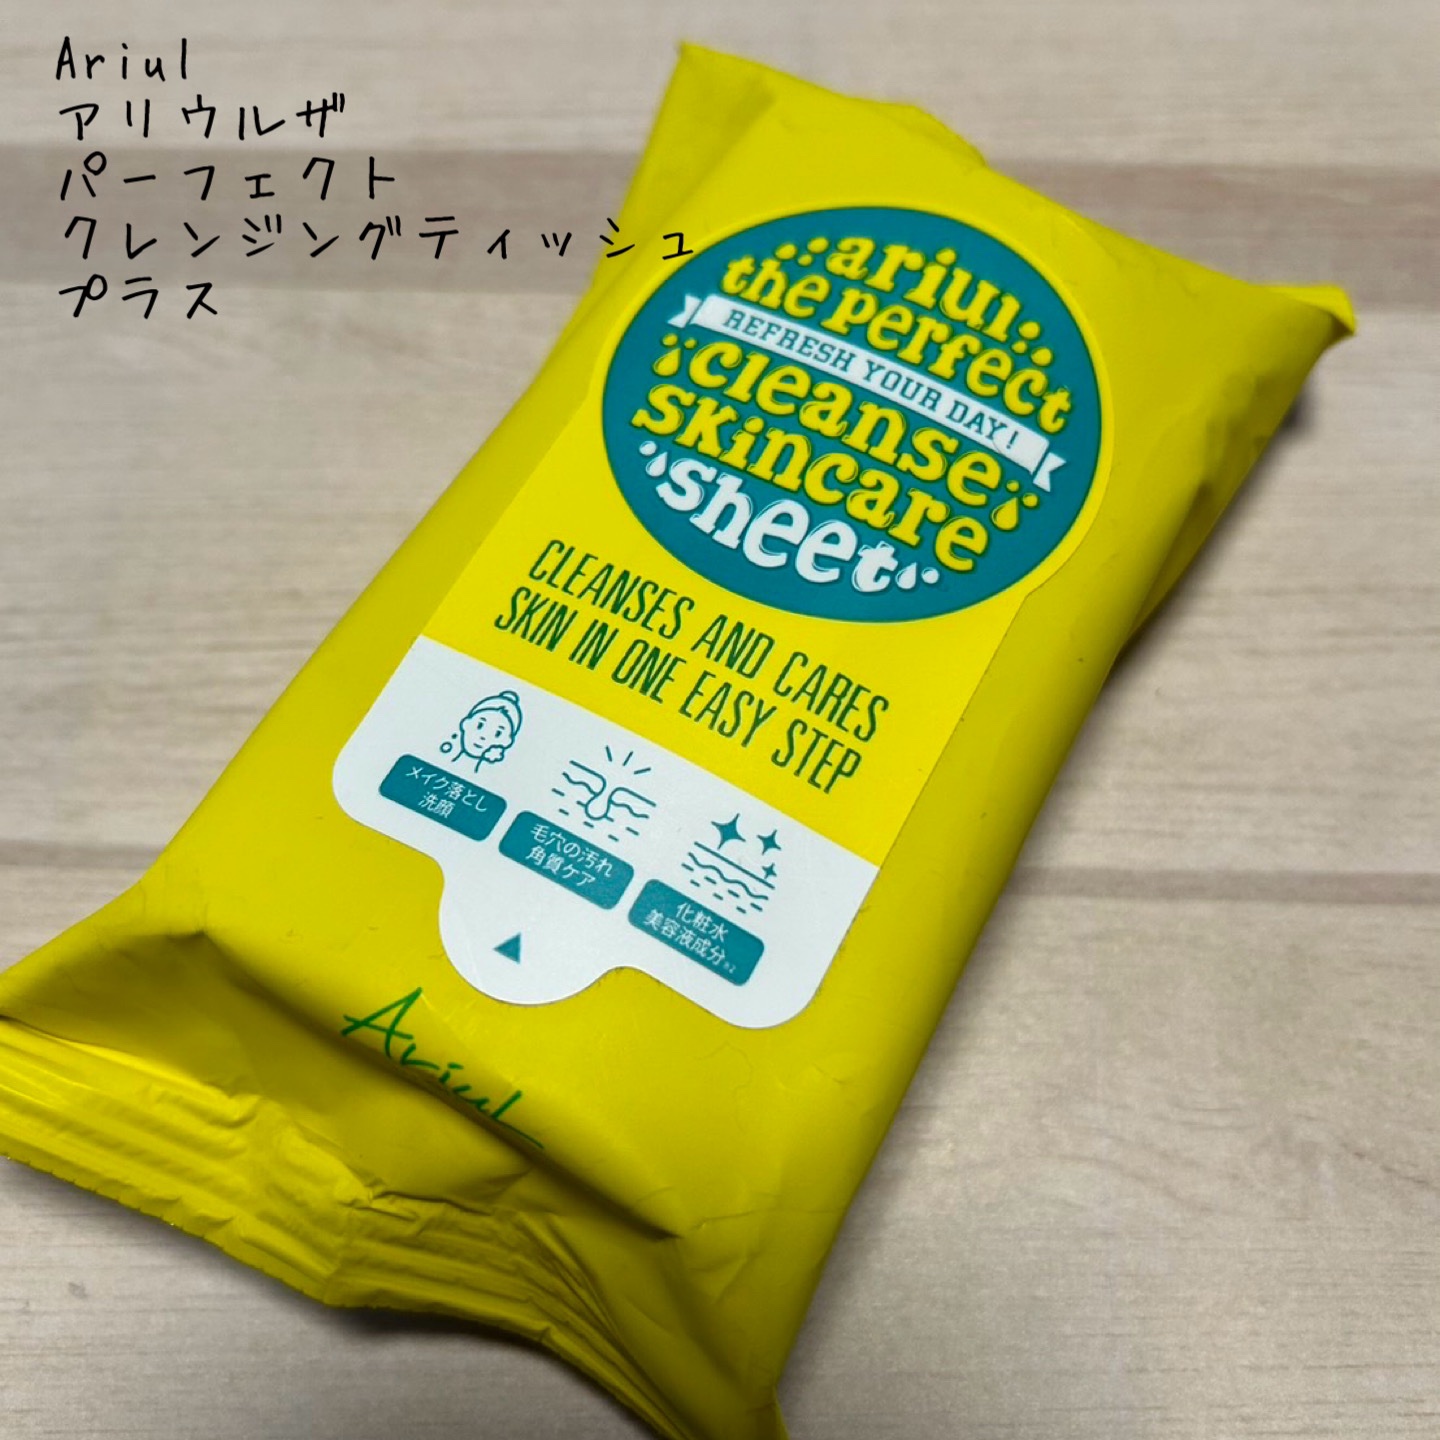 Ariul
アリウルザ
パーフェクト
クレンジングティッシュ
プラス
ariul
the perfect
REFRESH YOUR DAY!
cleanse
skincare
sheet
CLEANSES AND CARES
SKIN IN ONE EASY STEP
メイク落とし
洗顔
毛穴の汚れ
角質ケア
化粧水
美容液成分※2
Ariul